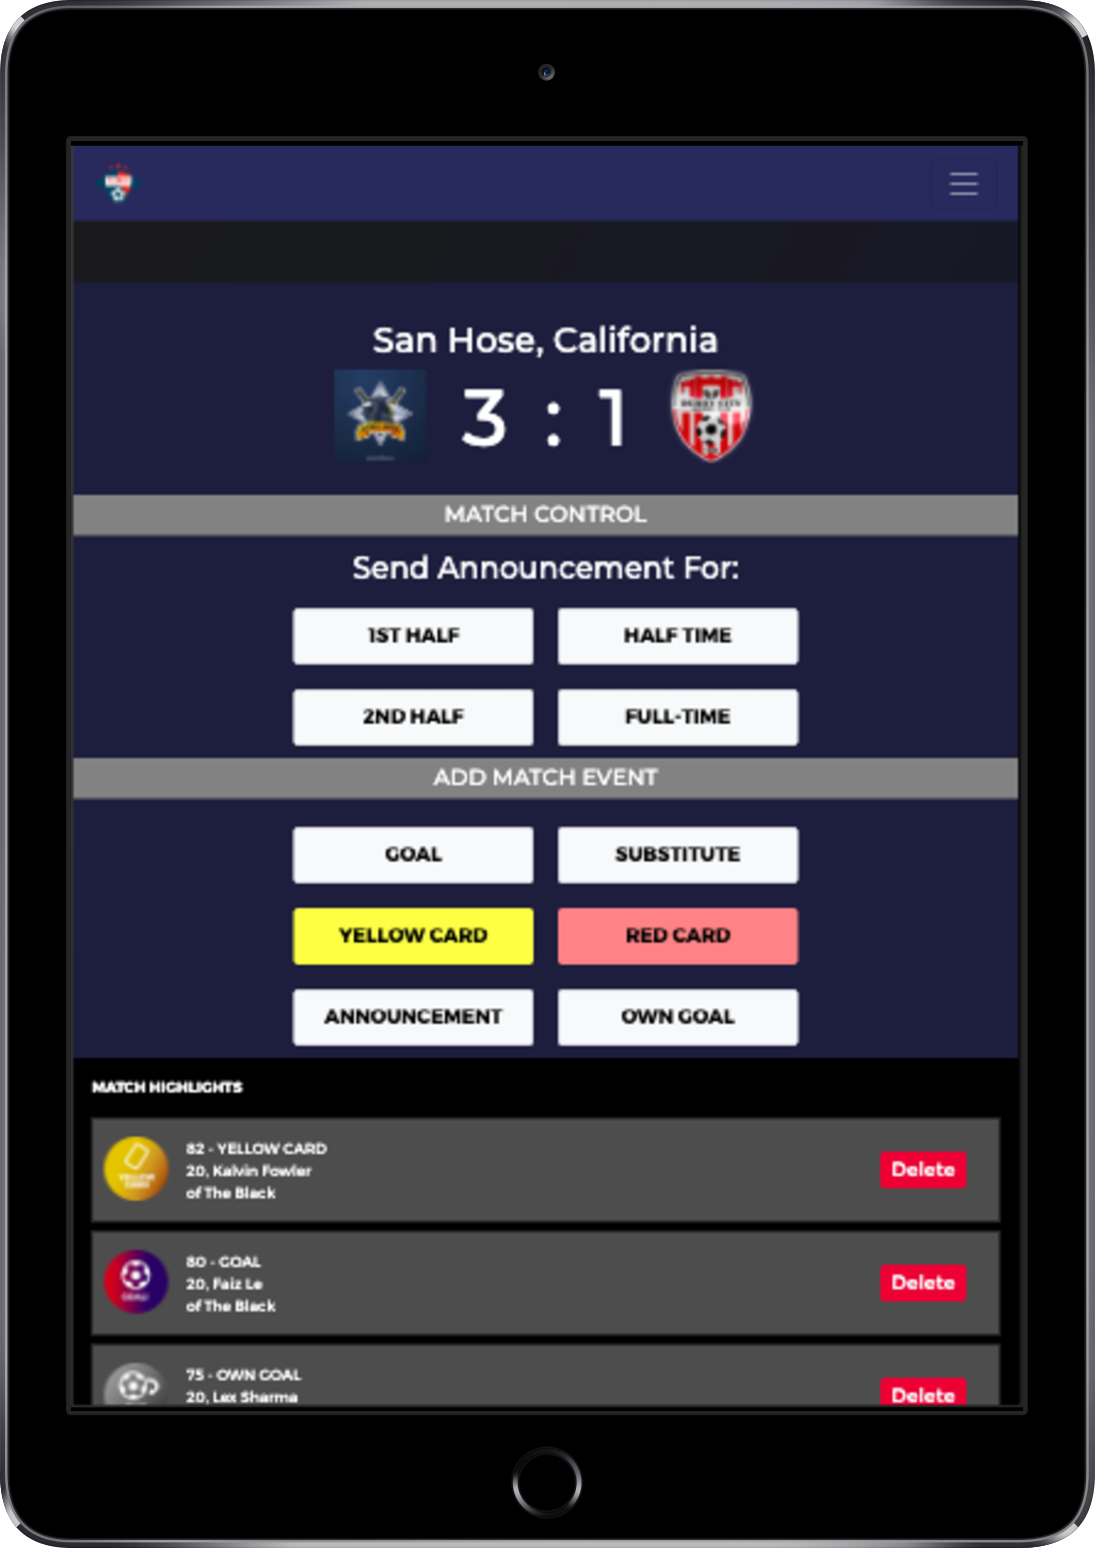 San Hose, California
3 : 1
MATCH CONTROL
Send Announcement For:
1ST HALF
HALF TIME
2ND HALF
FULL-TIME
ADD MATCH EVENT
GOAL
SUBSTITUTE
YELLOW CARD
RED CARD
ANNOUNCEMENT
OWN GOAL
MATCH HIGHLIGHTS
82 - YELLOW CARD
20, Kalvin Fowler
of The Black
Delete
80 - GOAL
20, Faiz Le
of The Black
Delete
75 - OWN GOAL
20, Lex Sharma
Delete